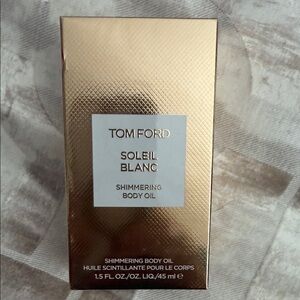 TOM FORD
SOLEIL
BLANC
SHIMMERING
BODY OIL
SHIMMERING BODY OIL
HUILE SCINTILLANTE POUR LE CORPS
1.5 FL. OZ./OZ. LIQ./45 ml ℮